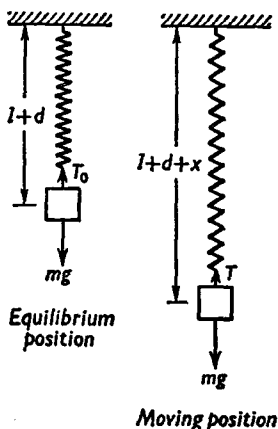 l+d
T₀
mg
Equilibrium
position
l+d+x
T
mg
Moving position